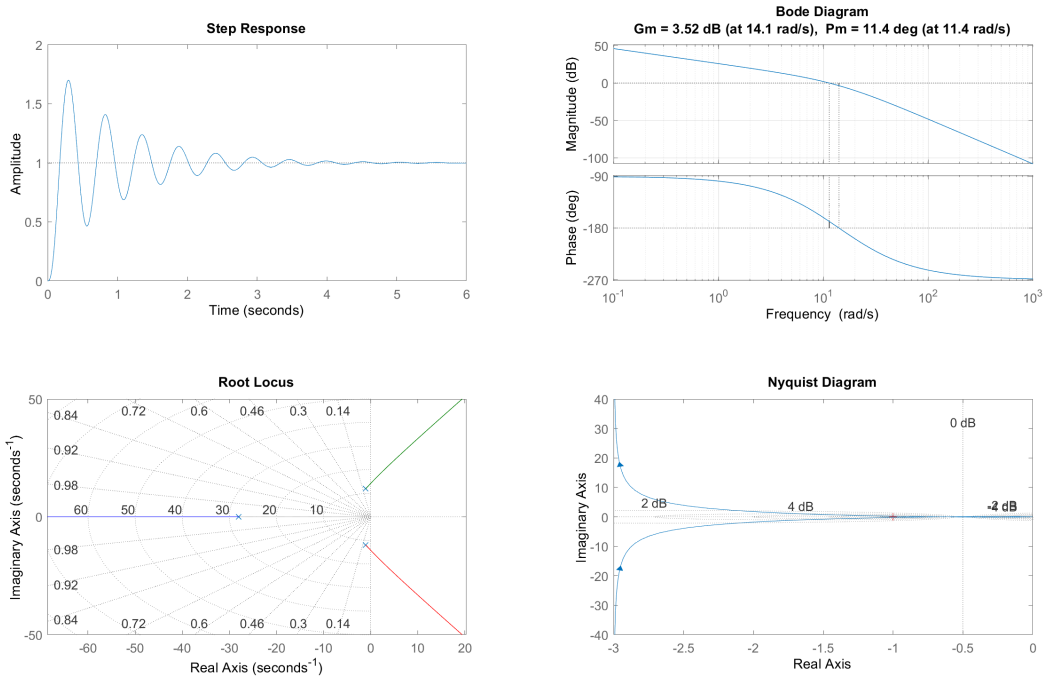 Step Response
Amplitude
2
1.5
1
0.5
0
0 1 2 3 4 5 6
Time (seconds)
Bode Diagram
Gm = 3.52 dB (at 14.1 rad/s), Pm = 11.4 deg (at 11.4 rad/s)
Magnitude (dB)
50
0
-50
-100
Phase (deg)
-90
-180
-270
10^-1 10^0 10^1 10^2 10^3
Frequency (rad/s)
Root Locus
Imaginary Axis (seconds^-1)
50
0
-50
0.84 0.72 0.6 0.46 0.3 0.14
0.92
0.98
60 50 40 30 20 10
0.98
0.92
0.84 0.72 0.6 0.46 0.3 0.14
-60 -50 -40 -30 -20 -10 0 10 20
Real Axis (seconds^-1)
Nyquist Diagram
Imaginary Axis
40
30
20
10
0
-10
-20
-30
-40
0 dB
2 dB 4 dB
-3 -2.5 -2 -1.5 -1 -0.5 0
Real Axis